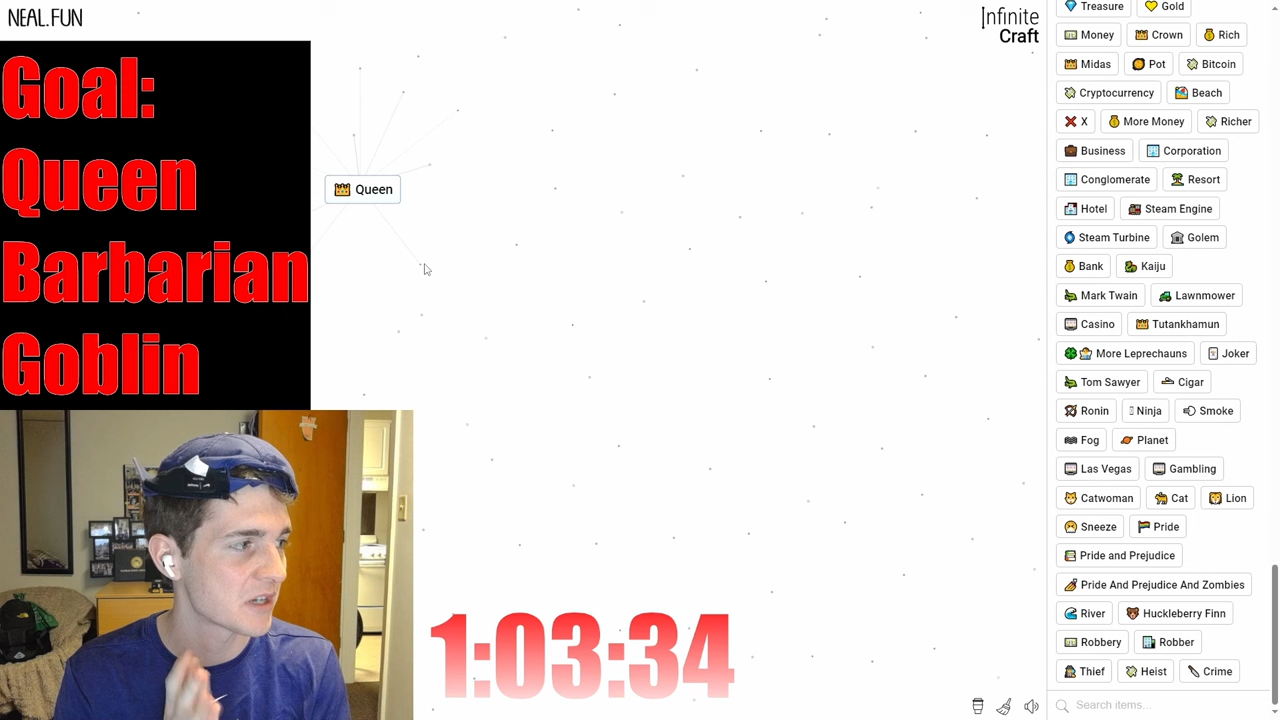 NEAL.FUN
Infinite
Craft
Goal:
Queen
Barbarian
Goblin
Queen
1:03:34
Treasure Gold
Money Crown Rich
Midas Pot Bitcoin
Cryptocurrency Beach
X More Money Richer
Business Corporation
Conglomerate Resort
Hotel Steam Engine
Steam Turbine Golem
Bank Kaiju
Mark Twain Lawnmower
Casino Tutankhamun
More Leprechauns Joker
Tom Sawyer Cigar
Ronin Ninja Smoke
Fog Planet
Las Vegas Gambling
Catwoman Cat Lion
Sneeze Pride
Pride and Prejudice
Pride And Prejudice And Zombies
River Huckleberry Finn
Robbery Robber
Thief Heist Crime
Search items...